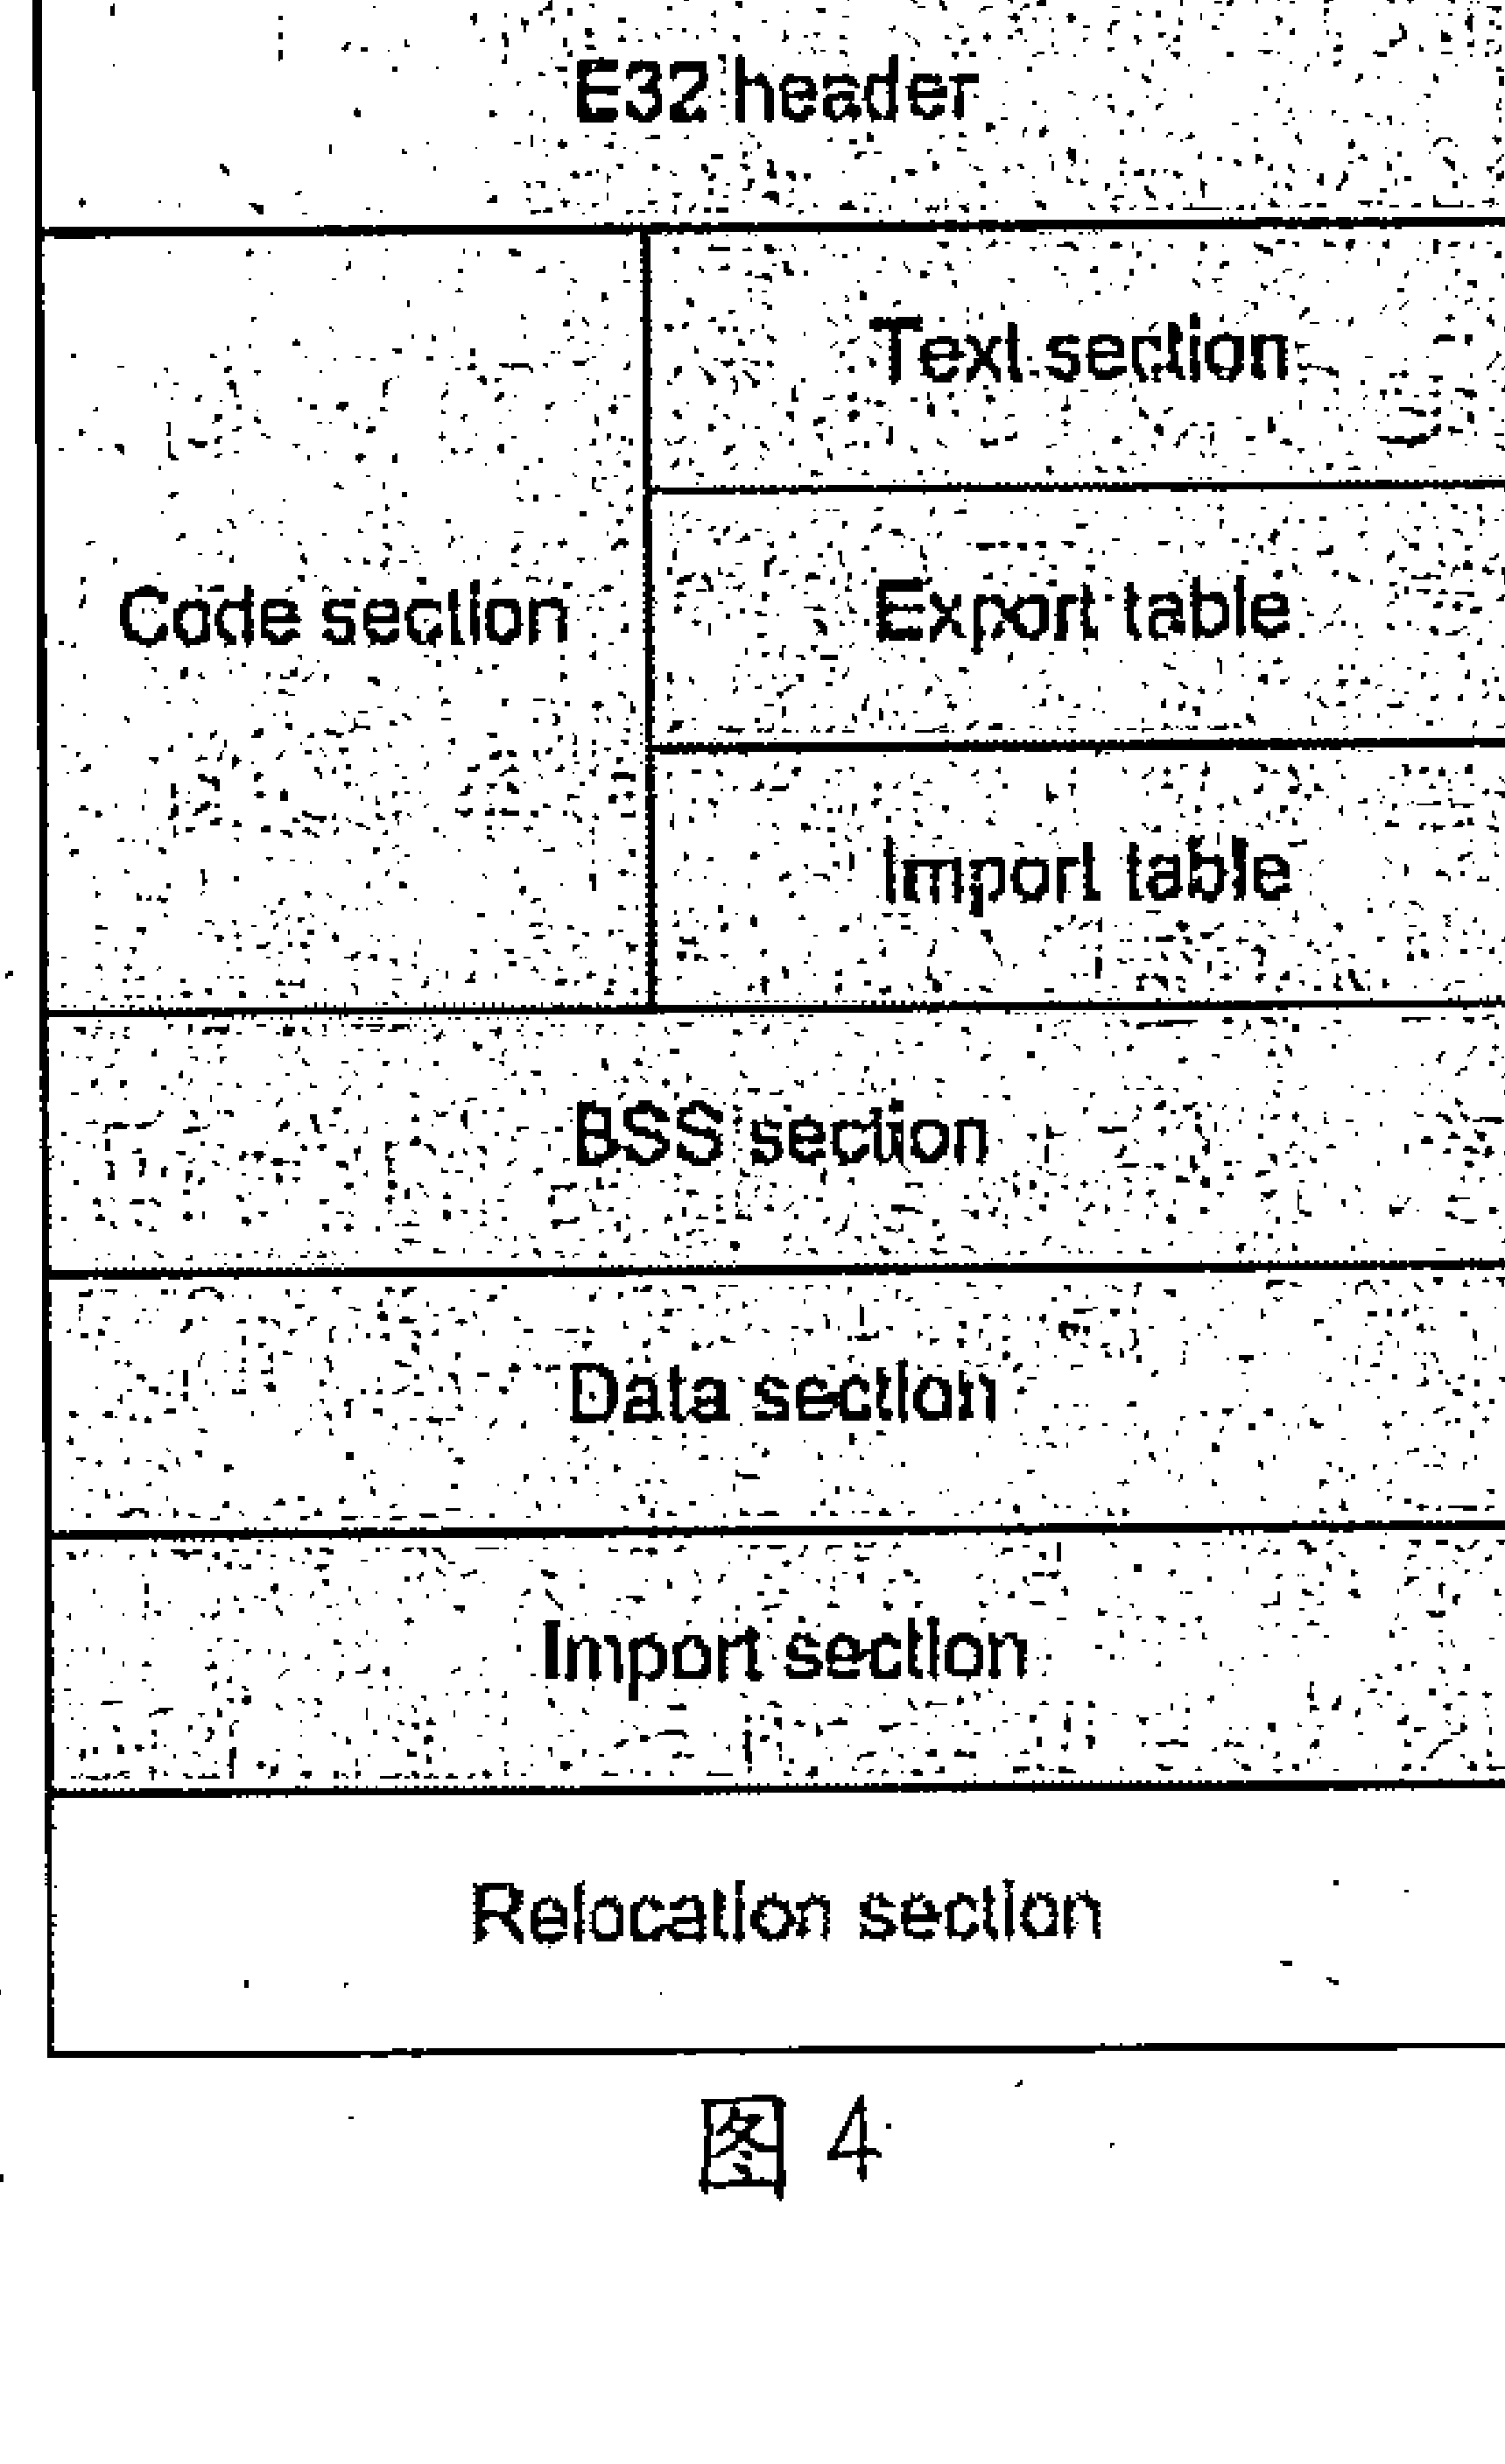 E32 header
Text section
Code section
Export table
Import table
BSS section
Data section
Import section
Relocation section
图 4